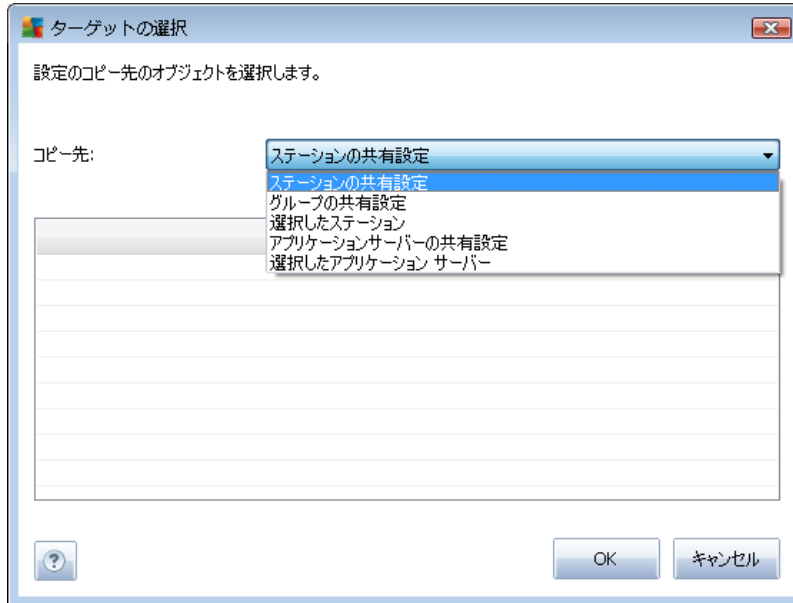 ターゲットの選択
設定のコピー先のオブジェクトを選択します。
コピー先:
ステーションの共有設定
ステーションの共有設定
グループの共有設定
選択したステーション
アプリケーションサーバーの共有設定
選択したアプリケーション サーバー
?
OK
キャンセル